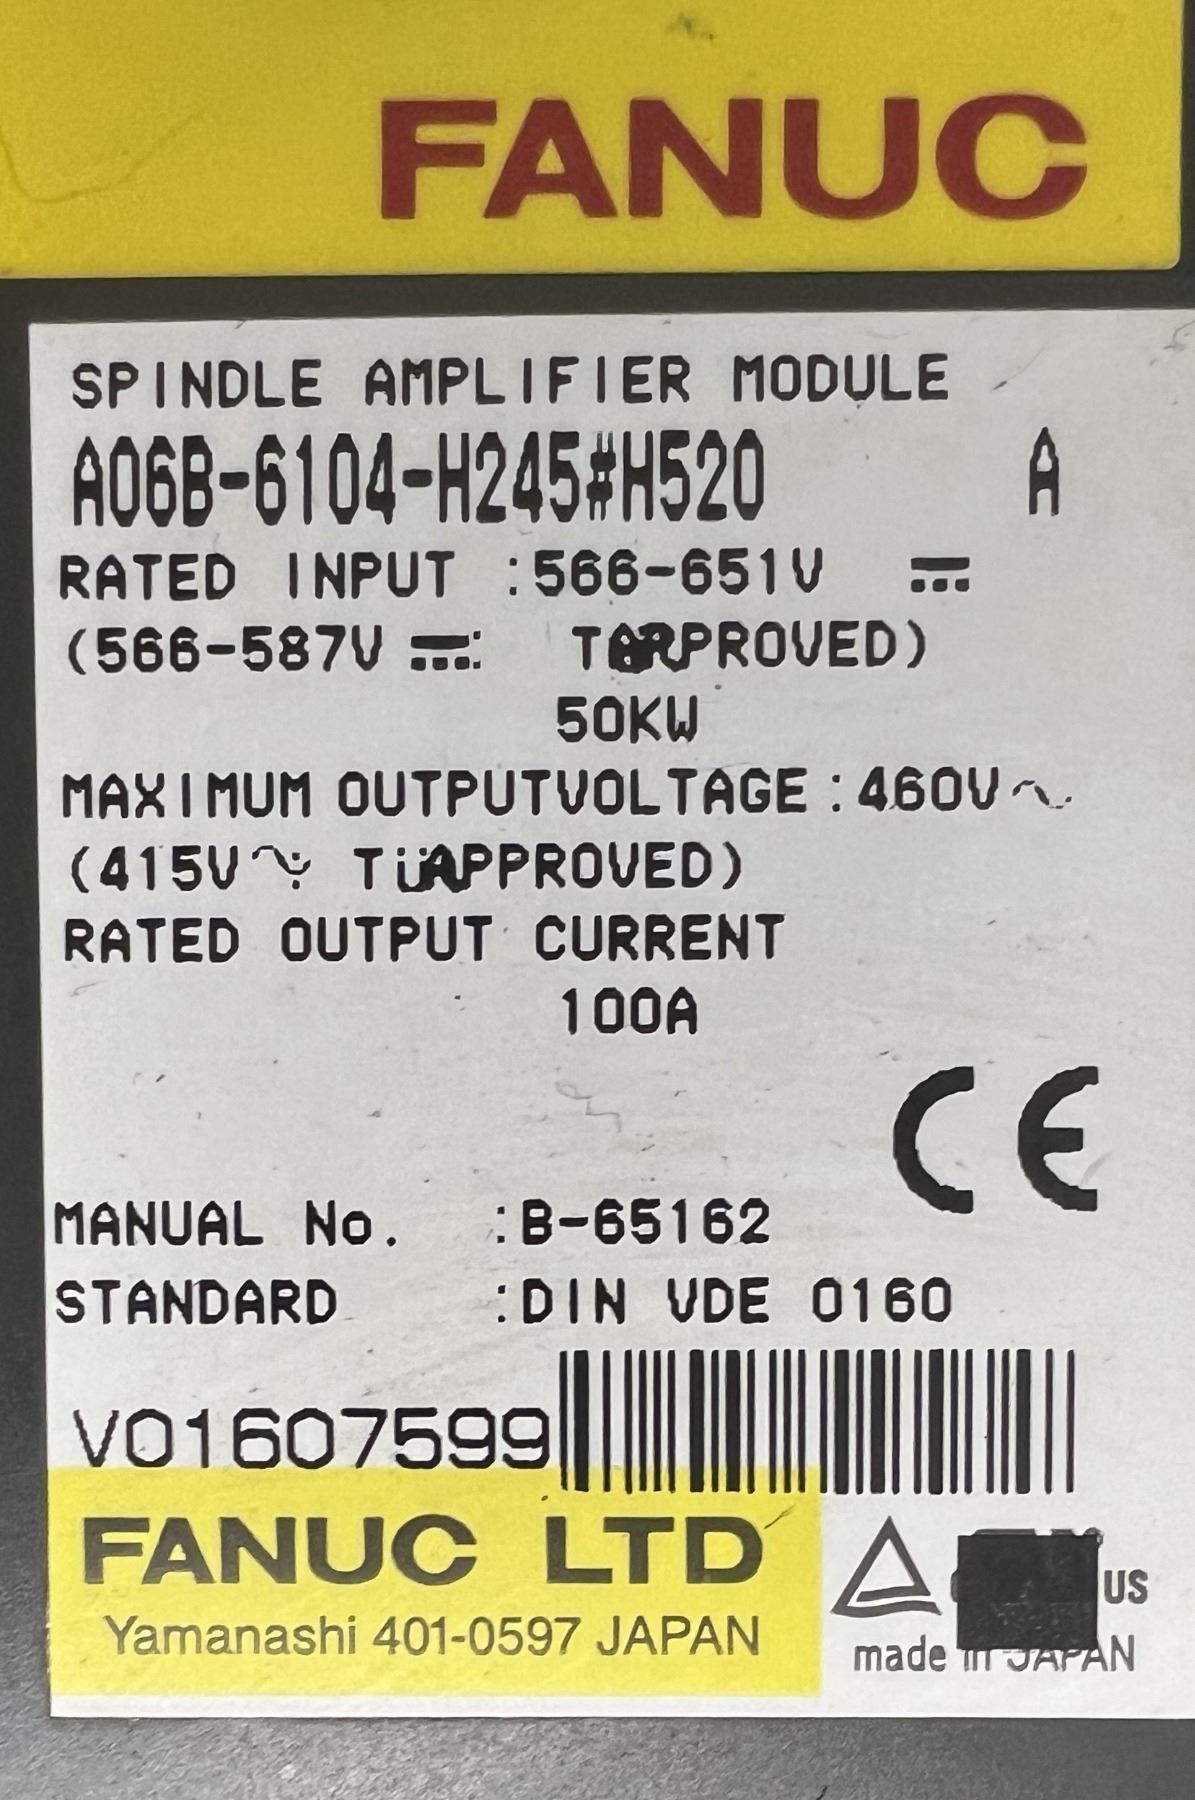 FANUC
SPINDLE AMPLIFIER MODULE
A06B-6104-H245#H520 A
RATED INPUT :566-651V ⎓
(566-587V ⎓
50KW
MAXIMUM OUTPUTVOLTAGE :460V~
(415V~ TÜAPPROVED)
RATED OUTPUT CURRENT
100A
CE
MANUAL No. :B-65162
STANDARD :DIN VDE 0160
V01607599
FANUC LTD
Yamanashi 401-0597 JAPAN
US
made in JAPAN